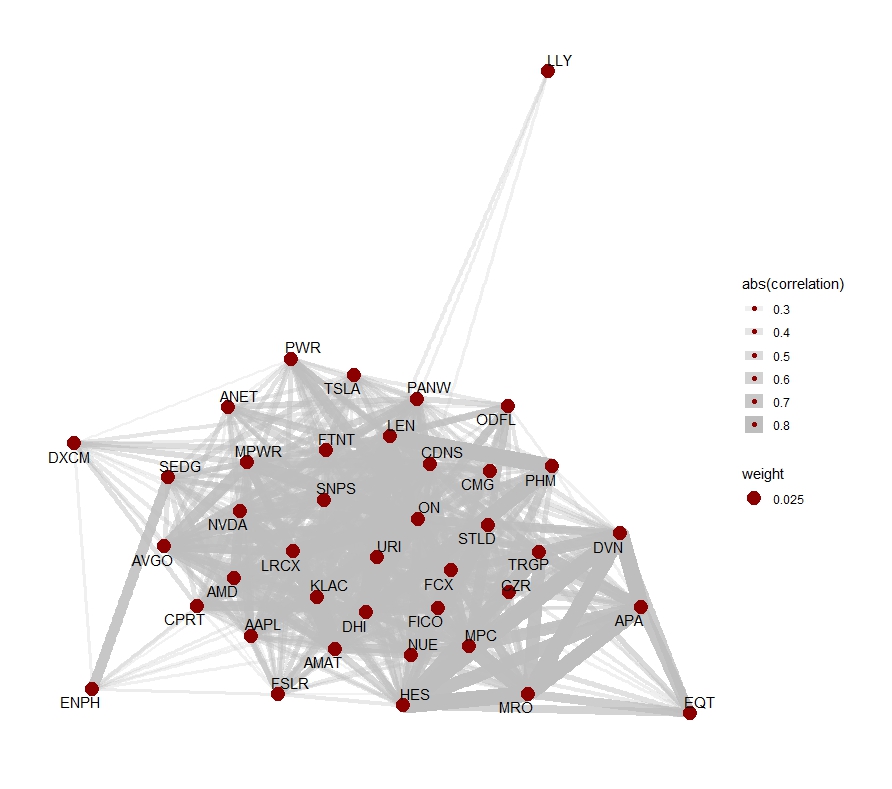 LLY
abs(correlation)
0.3
0.4
0.5
0.6
0.7
0.8
weight
0.025
PWR
TSLA
PANW
ANET
ODFL
LEN
FTNT
DXCM
MPWR
CDNS
SEDG
CMG
PHM
SNPS
ON
NVDA
STLD
DVN
URI
AVGO
LRCX
TRGP
KLAC
FCX
CZR
AMD
CPRT
AAPL
DHI
FICO
APA
MPC
NUE
AMAT
FSLR
HES
MRO
ENPH
EQT